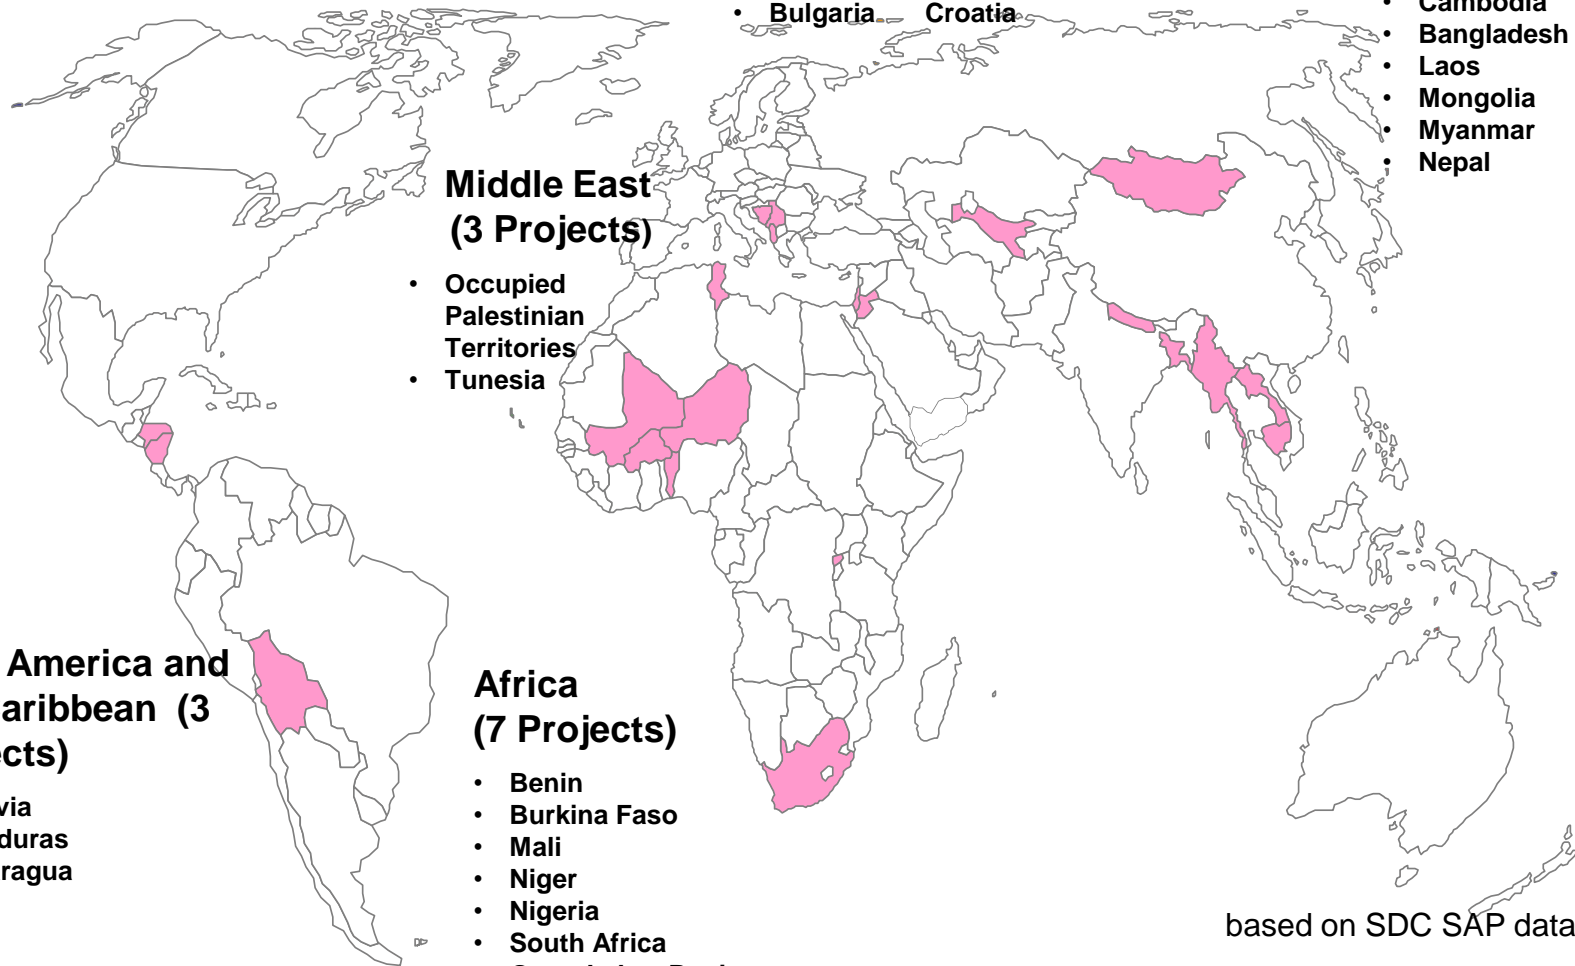 • Bulgaria    Croatia
• Cambodia
• Bangladesh
• Laos
• Mongolia
• Myanmar
• Nepal
Middle East
(3 Projects)
• Occupied
Palestinian
Territories
• Tunesia
America and
aribbean (3
ects)
via
duras
ragua
Africa
(7 Projects)
• Benin
• Burkina Faso
• Mali
• Niger
• Nigeria
• South Africa
based on SDC SAP data